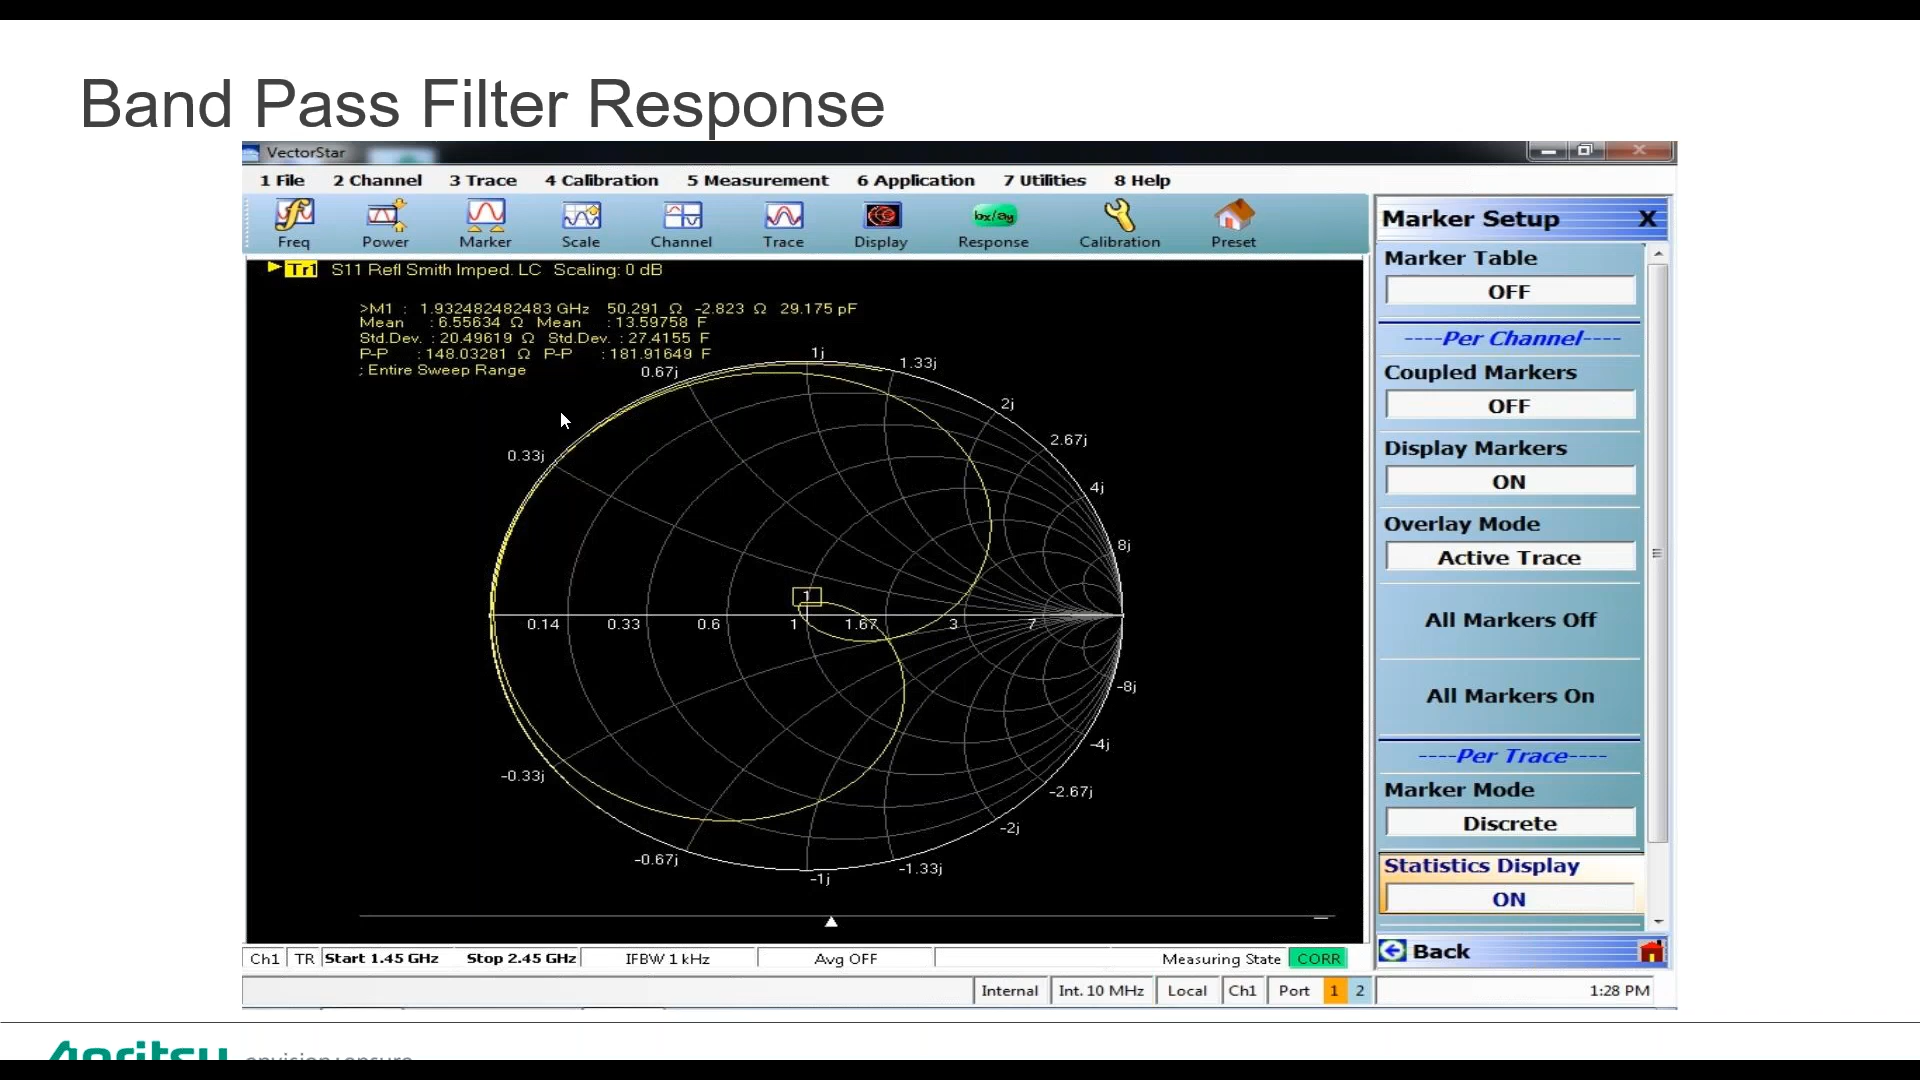 Band Pass Filter Response
VectorStar
1 File 2 Channel 3 Trace 4 Calibration 5 Measurement 6 Application 7 Utilities 8 Help
Freq Power Marker Scale Channel Trace Display bx/ay Response Calibration Preset
Tr1 S11 Refl Smith Imped. LC Scaling: 0 dB
>M1 : 1.932482482483 GHz 50.291 Ω -2.823 Ω 29.175 pF
Mean : 6.55634 Ω Mean : 13.59758 F
Std.Dev. : 20.49619 Ω Std.Dev. : 27.4155 F
P-P : 148.03281 Ω P-P : 181.91649 F
; Entire Sweep Range
1j
1.33j
0.67j
2j
2.67j
0.33j
4j
8j
1
0.14 0.33 0.6 1 1.67 3 7
-8j
-4j
-0.33j
-2.67j
-2j
-0.67j
-1.33j
-1j
Ch1 TR Start 1.45 GHz Stop 2.45 GHz IFBW 1 kHz Avg OFF Measuring State CORR
Internal Int. 10 MHz Local Ch1 Port 1 2 1:28 PM
Marker Setup X
Marker Table
OFF
----Per Channel----
Coupled Markers
OFF
Display Markers
ON
Overlay Mode
Active Trace
All Markers Off
All Markers On
----Per Trace----
Marker Mode
Discrete
Statistics Display
ON
Back
Anritsu envision : ensure